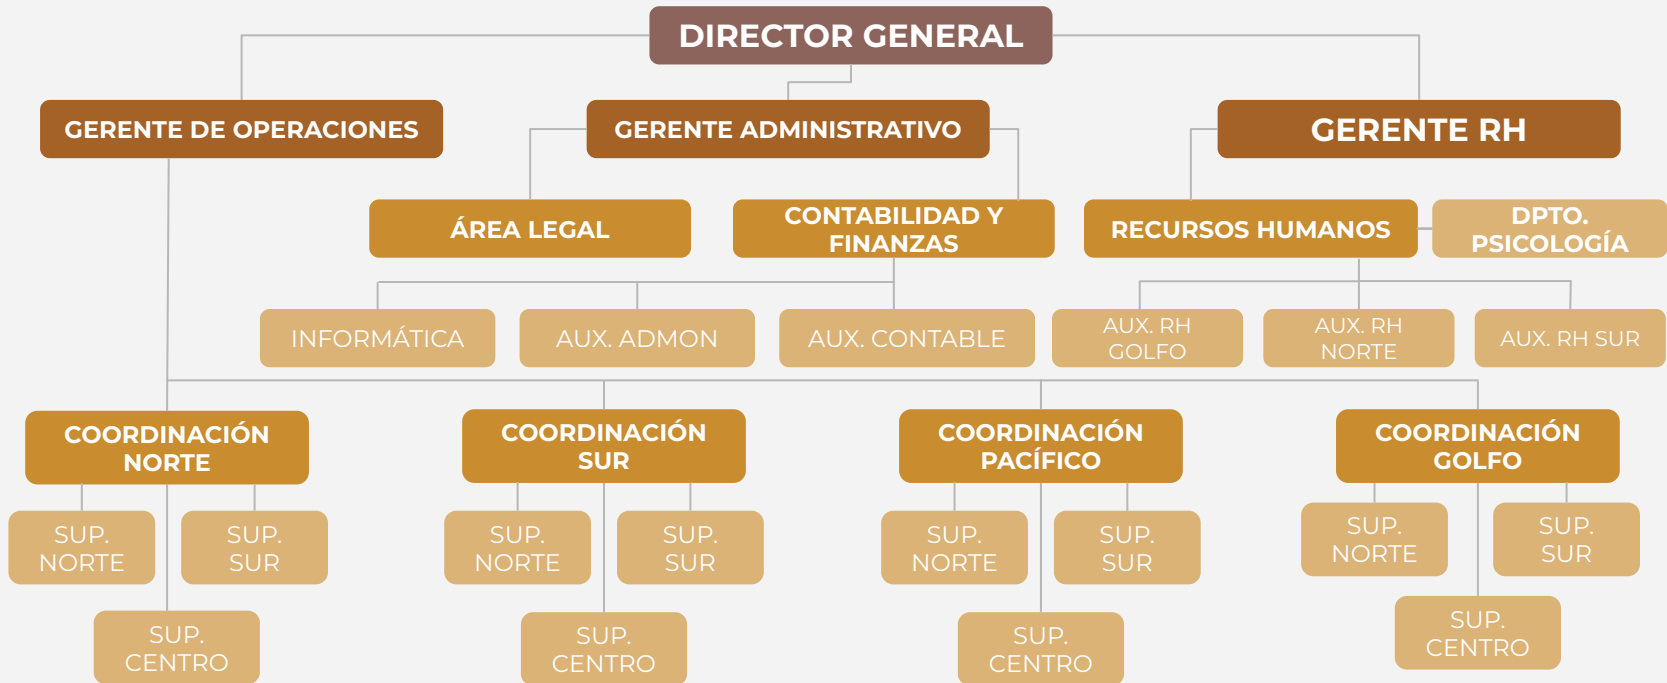 DIRECTOR GENERAL
GERENTE DE OPERACIONES
GERENTE ADMINISTRATIVO
GERENTE RH
ÁREA LEGAL
CONTABILIDAD Y
FINANZAS
RECURSOS HUMANOS
DPTO.
PSICOLOGÍA
INFORMÁTICA
AUX. ADMON
AUX. CONTABLE
AUX. RH
GOLFO
AUX. RH
NORTE
AUX. RH SUR
COORDINACIÓN
NORTE
COORDINACIÓN
SUR
COORDINACIÓN
PACÍFICO
COORDINACIÓN
GOLFO
SUP.
NORTE
SUP.
SUR
SUP.
NORTE
SUP.
SUR
SUP.
NORTE
SUP.
SUR
SUP.
NORTE
SUP.
SUR
SUP.
CENTRO
SUP.
CENTRO
SUP.
CENTRO
SUP.
CENTRO